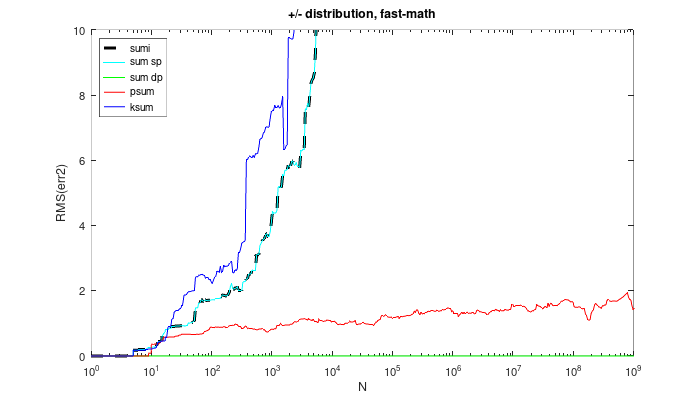 +/- distribution, fast-math
10
sumi
sum sp
sum dp
psum
ksum
8
6
RMS(err2)
4
2
0
10^0 10^1 10^2 10^3 10^4 10^5 10^6 10^7 10^8 10^9
N